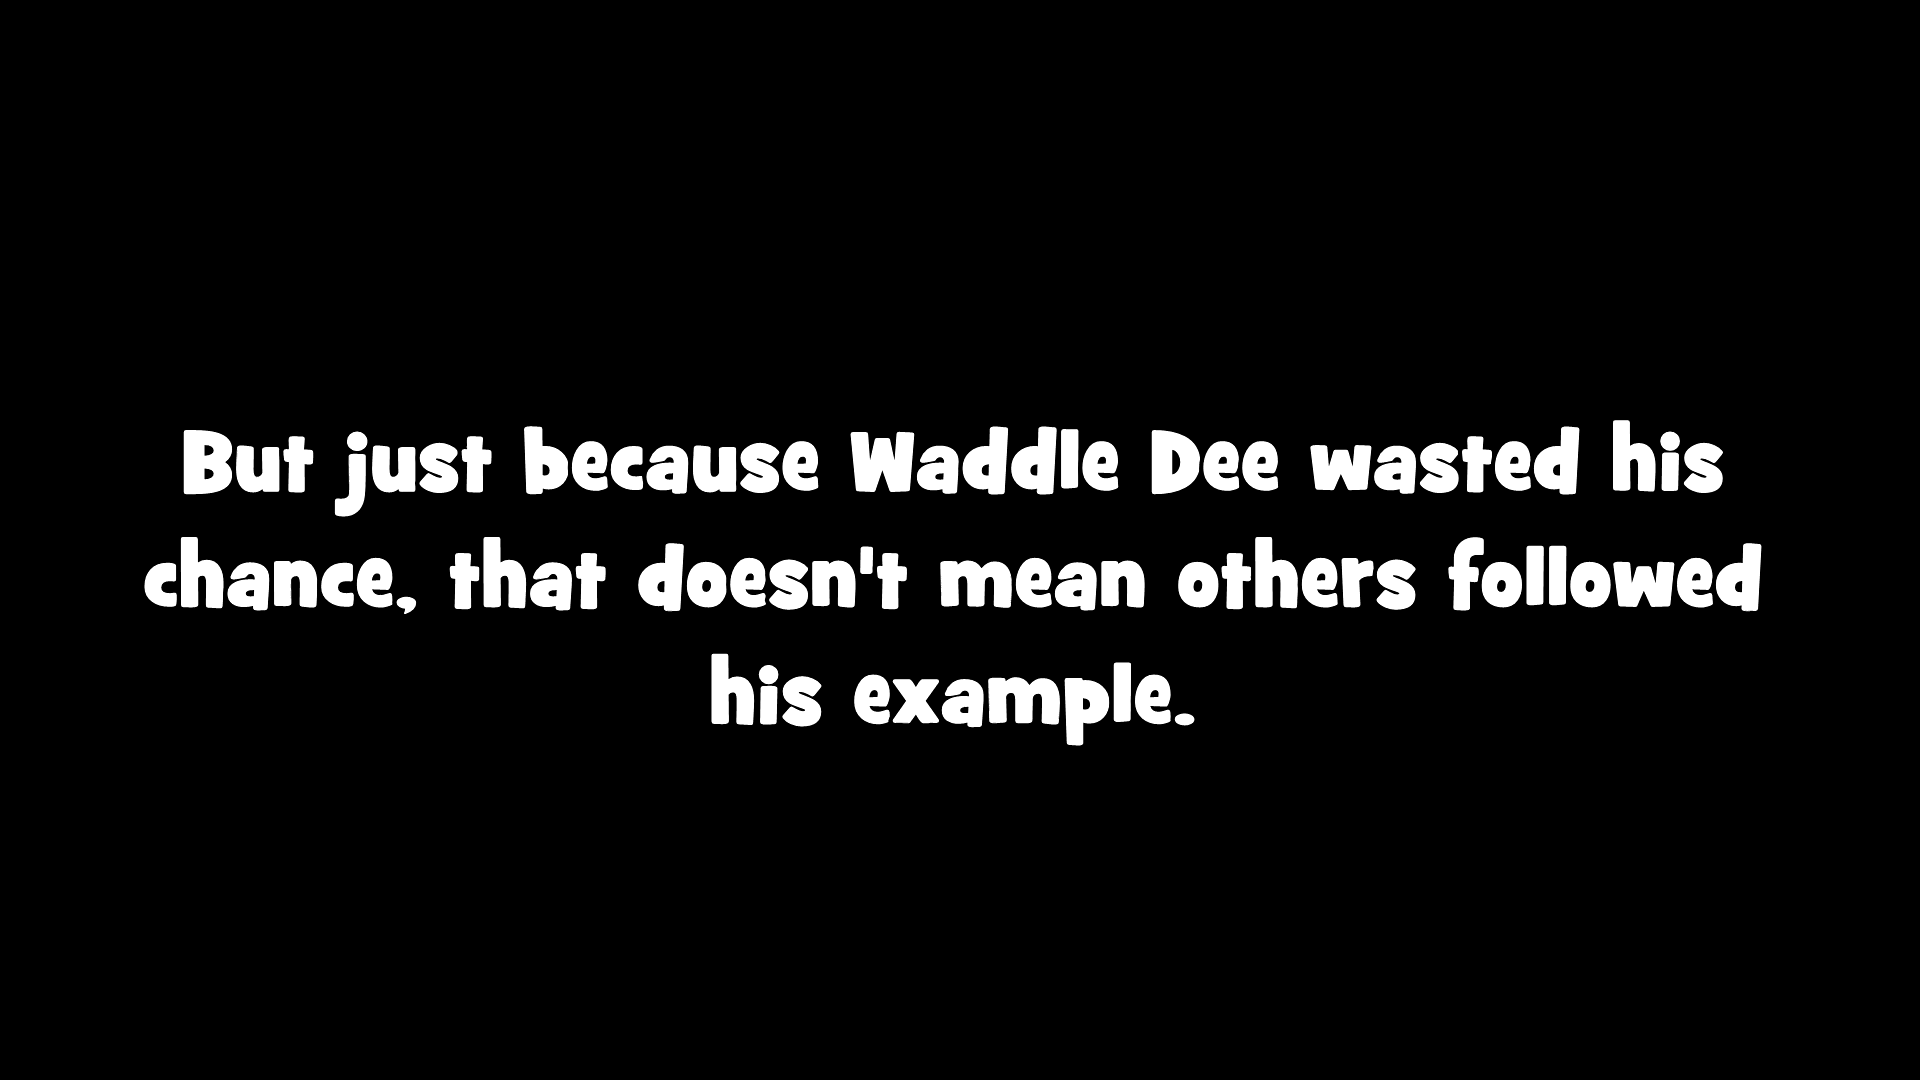 But just because Waddle Dee wasted his
chance, that doesn't mean others followed
his example.